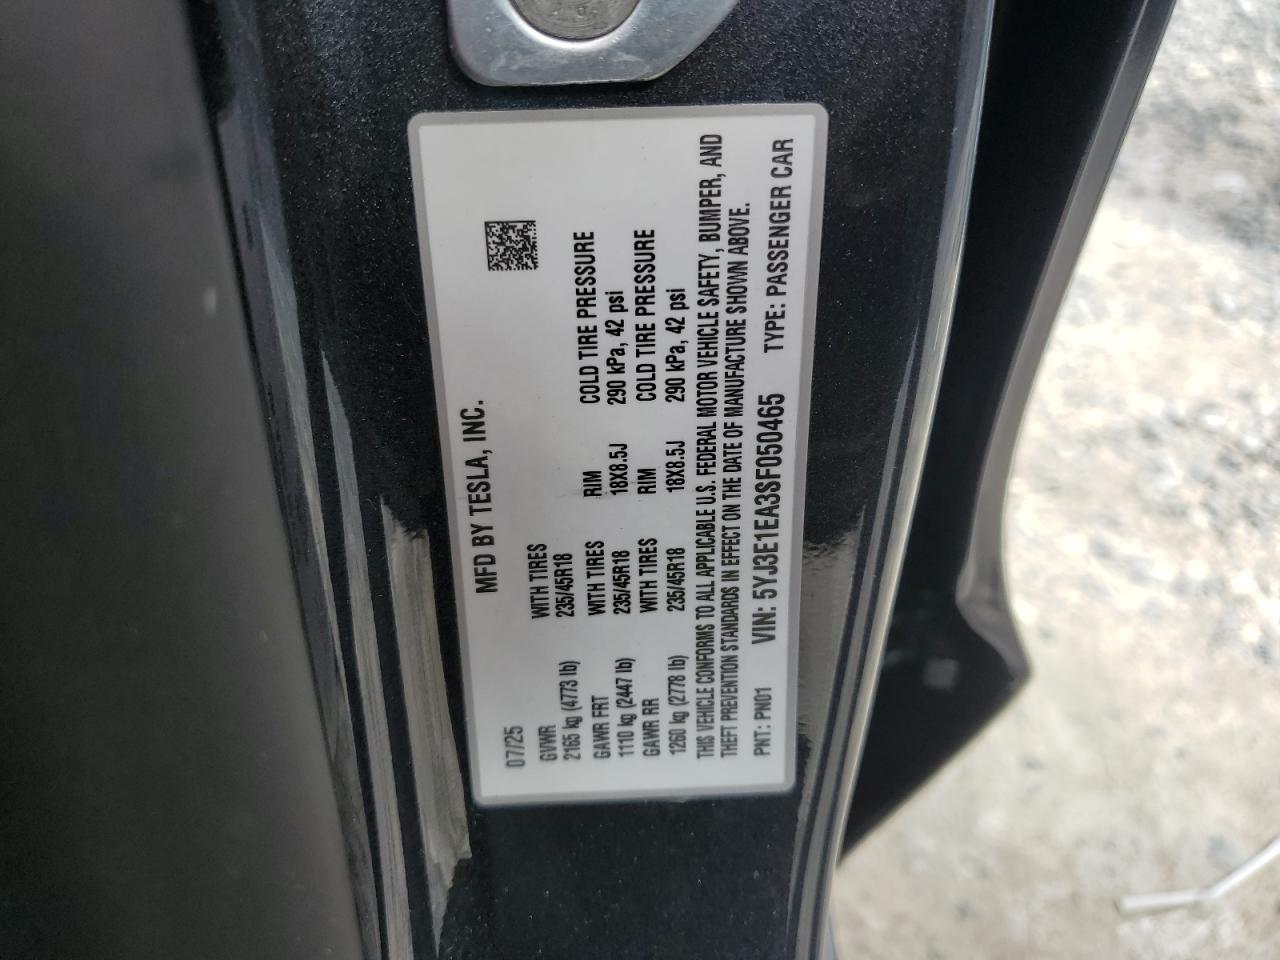 MFD BY TESLA, INC.
07/25
GVWR WITH TIRES
2165 kg (4773 lb) 235/45R18
GAWR FRT WITH TIRES RIM COLD TIRE PRESSURE
1110 kg (2447 lb) 235/45R18 18X8.5J 290 kPa, 42 psi
GAWR RR WITH TIRES RIM COLD TIRE PRESSURE
1260 kg (2778 lb) 235/45R18 18X8.5J 290 kPa, 42 psi
THIS VEHICLE CONFORMS TO ALL APPLICABLE U.S. FEDERAL MOTOR VEHICLE SAFETY, BUMPER, AND
THEFT PREVENTION STANDARDS IN EFFECT ON THE DATE OF MANUFACTURE SHOWN ABOVE.
PNT: PN01 VIN: 5YJ3E1EA3SF050465 TYPE: PASSENGER CAR